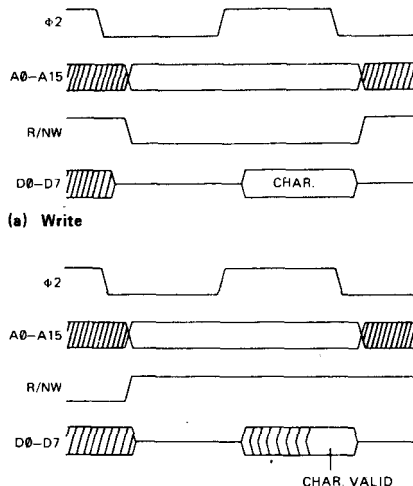 Φ2
A0–A15
R/NW
D0–D7 CHAR.
(a) Write
Φ2
A0–A15
R/NW
D0–D7
CHAR. VALID